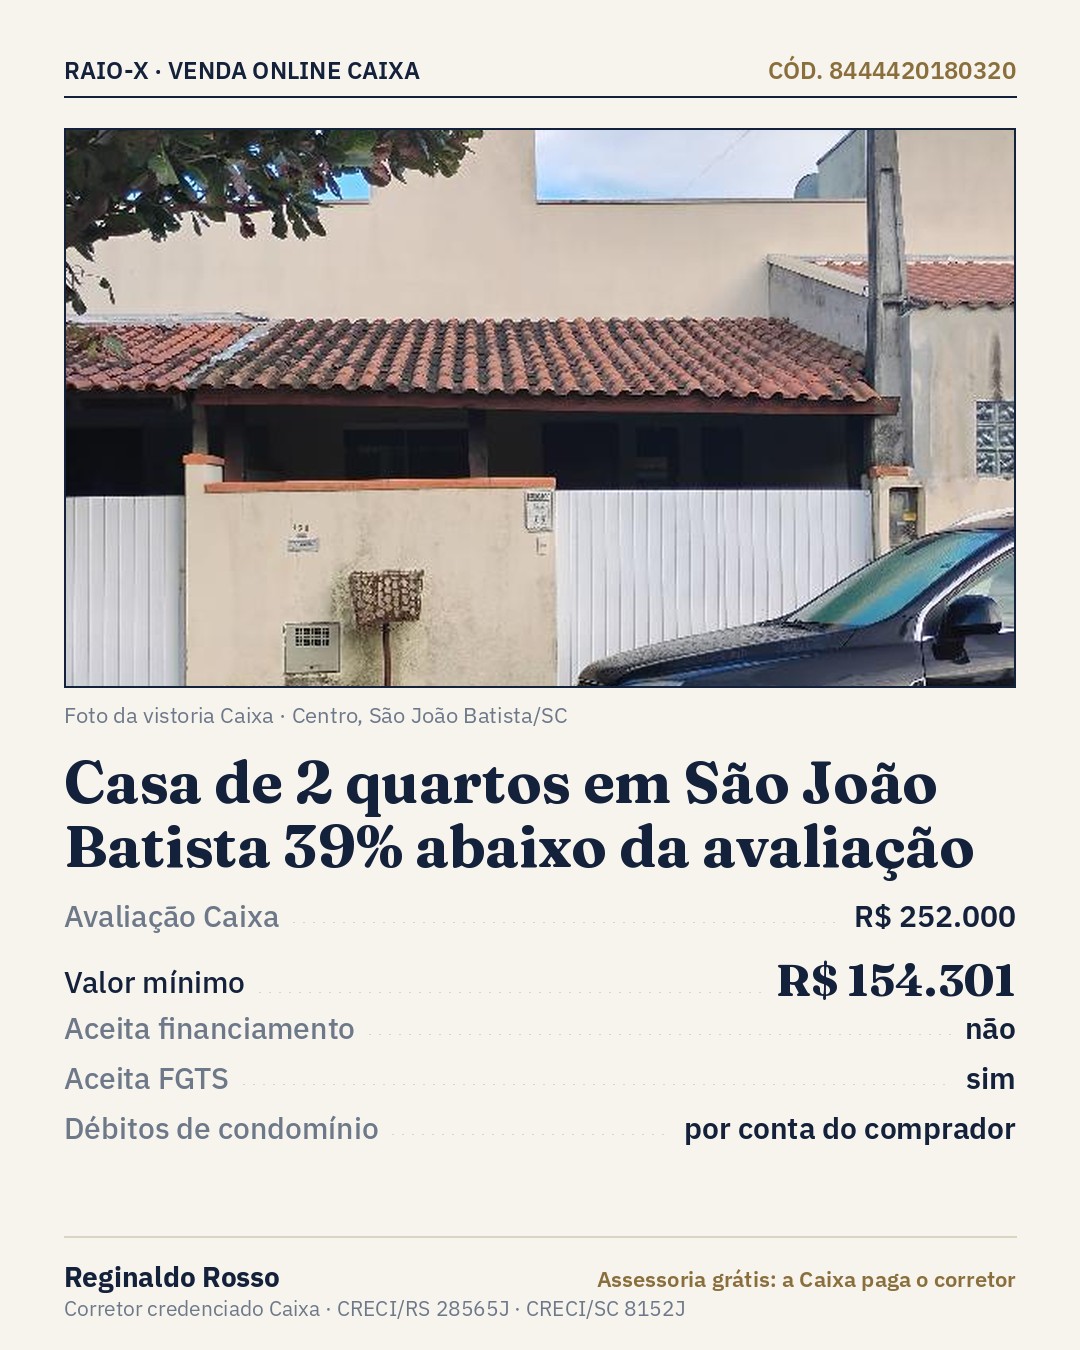 RAIO-X · VENDA ONLINE CAIXA
CÓD. 8444420180320
Foto da vistoria Caixa · Centro, São João Batista/SC
Casa de 2 quartos em São João
Batista 39% abaixo da avaliação
Avaliação Caixa R$ 252.000
Valor mínimo R$ 154.301
Aceita financiamento não
Aceita FGTS sim
Débitos de condomínio por conta do comprador
Reginaldo Rosso
Assessoria grátis: a Caixa paga o corretor
Corretor credenciado Caixa · CRECI/RS 28565J · CRECI/SC 8152J